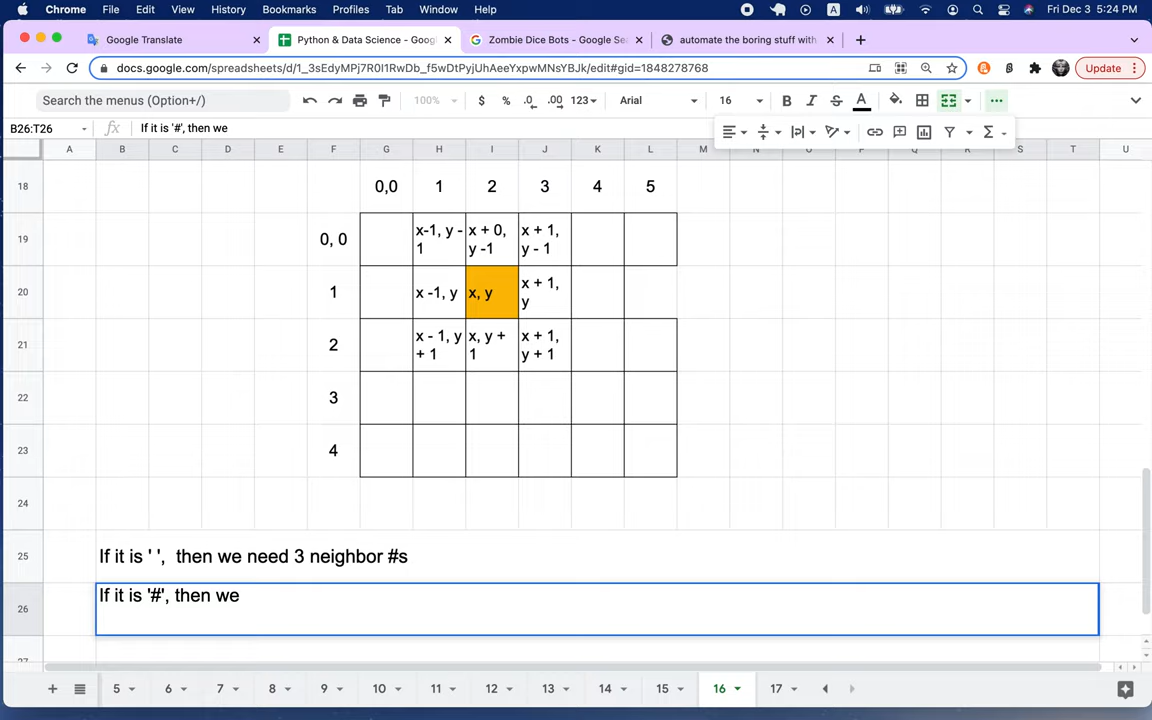 Chrome File Edit View History Bookmarks Profiles Tab Window Help A Fri Dec 3 5:24 PM
Google Translate Python & Data Science - Goog Zombie Dice Bots - Google Se automate the boring stuff with
docs.google.com/spreadsheets/d/1_3sEdyMPj7R0I1RwDb_f5wDtPyjUhAeeYxpwMNsYBJk/edit#gid=1848278768 Update
Search the menus (Option+/) 100% $ % .0 .00 123 Arial 16 B I S A
B26:T26 fx If it is '#', then we
A B C D E F G H I J K L M N O P Q R S T U
18 0,0 1 2 3 4 5
19 0, 0 x-1, y - 1 x + 0, y -1 x + 1, y - 1
20 1 x -1, y x, y x + 1, y
21 2 x - 1, y + 1 x, y + 1 x + 1, y + 1
22 3
23 4
24
25 If it is ' ', then we need 3 neighbor #s
26 If it is '#', then we
27
5 6 7 8 9 10 11 12 13 14 15 16 17